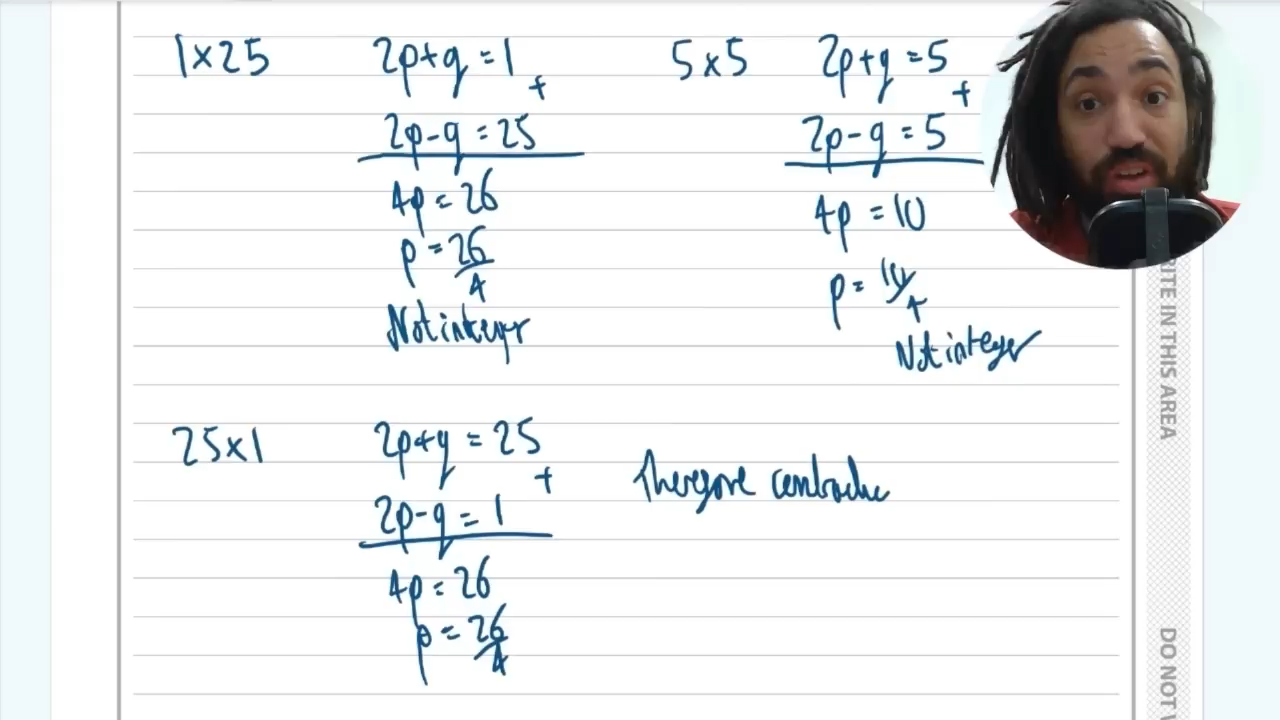 1×25
2p+q = 1
+
2p-q = 25
4p = 26
p = 26/4
Not integer
5×5
2p+q = 5
+
2p-q = 5
4p = 10
p = 10/4
Not integer
25×1
2p+q = 25
+
2p-q = 1
4p = 26
p = 26/4
Therefore
RITE IN THIS AREA
DO NOT